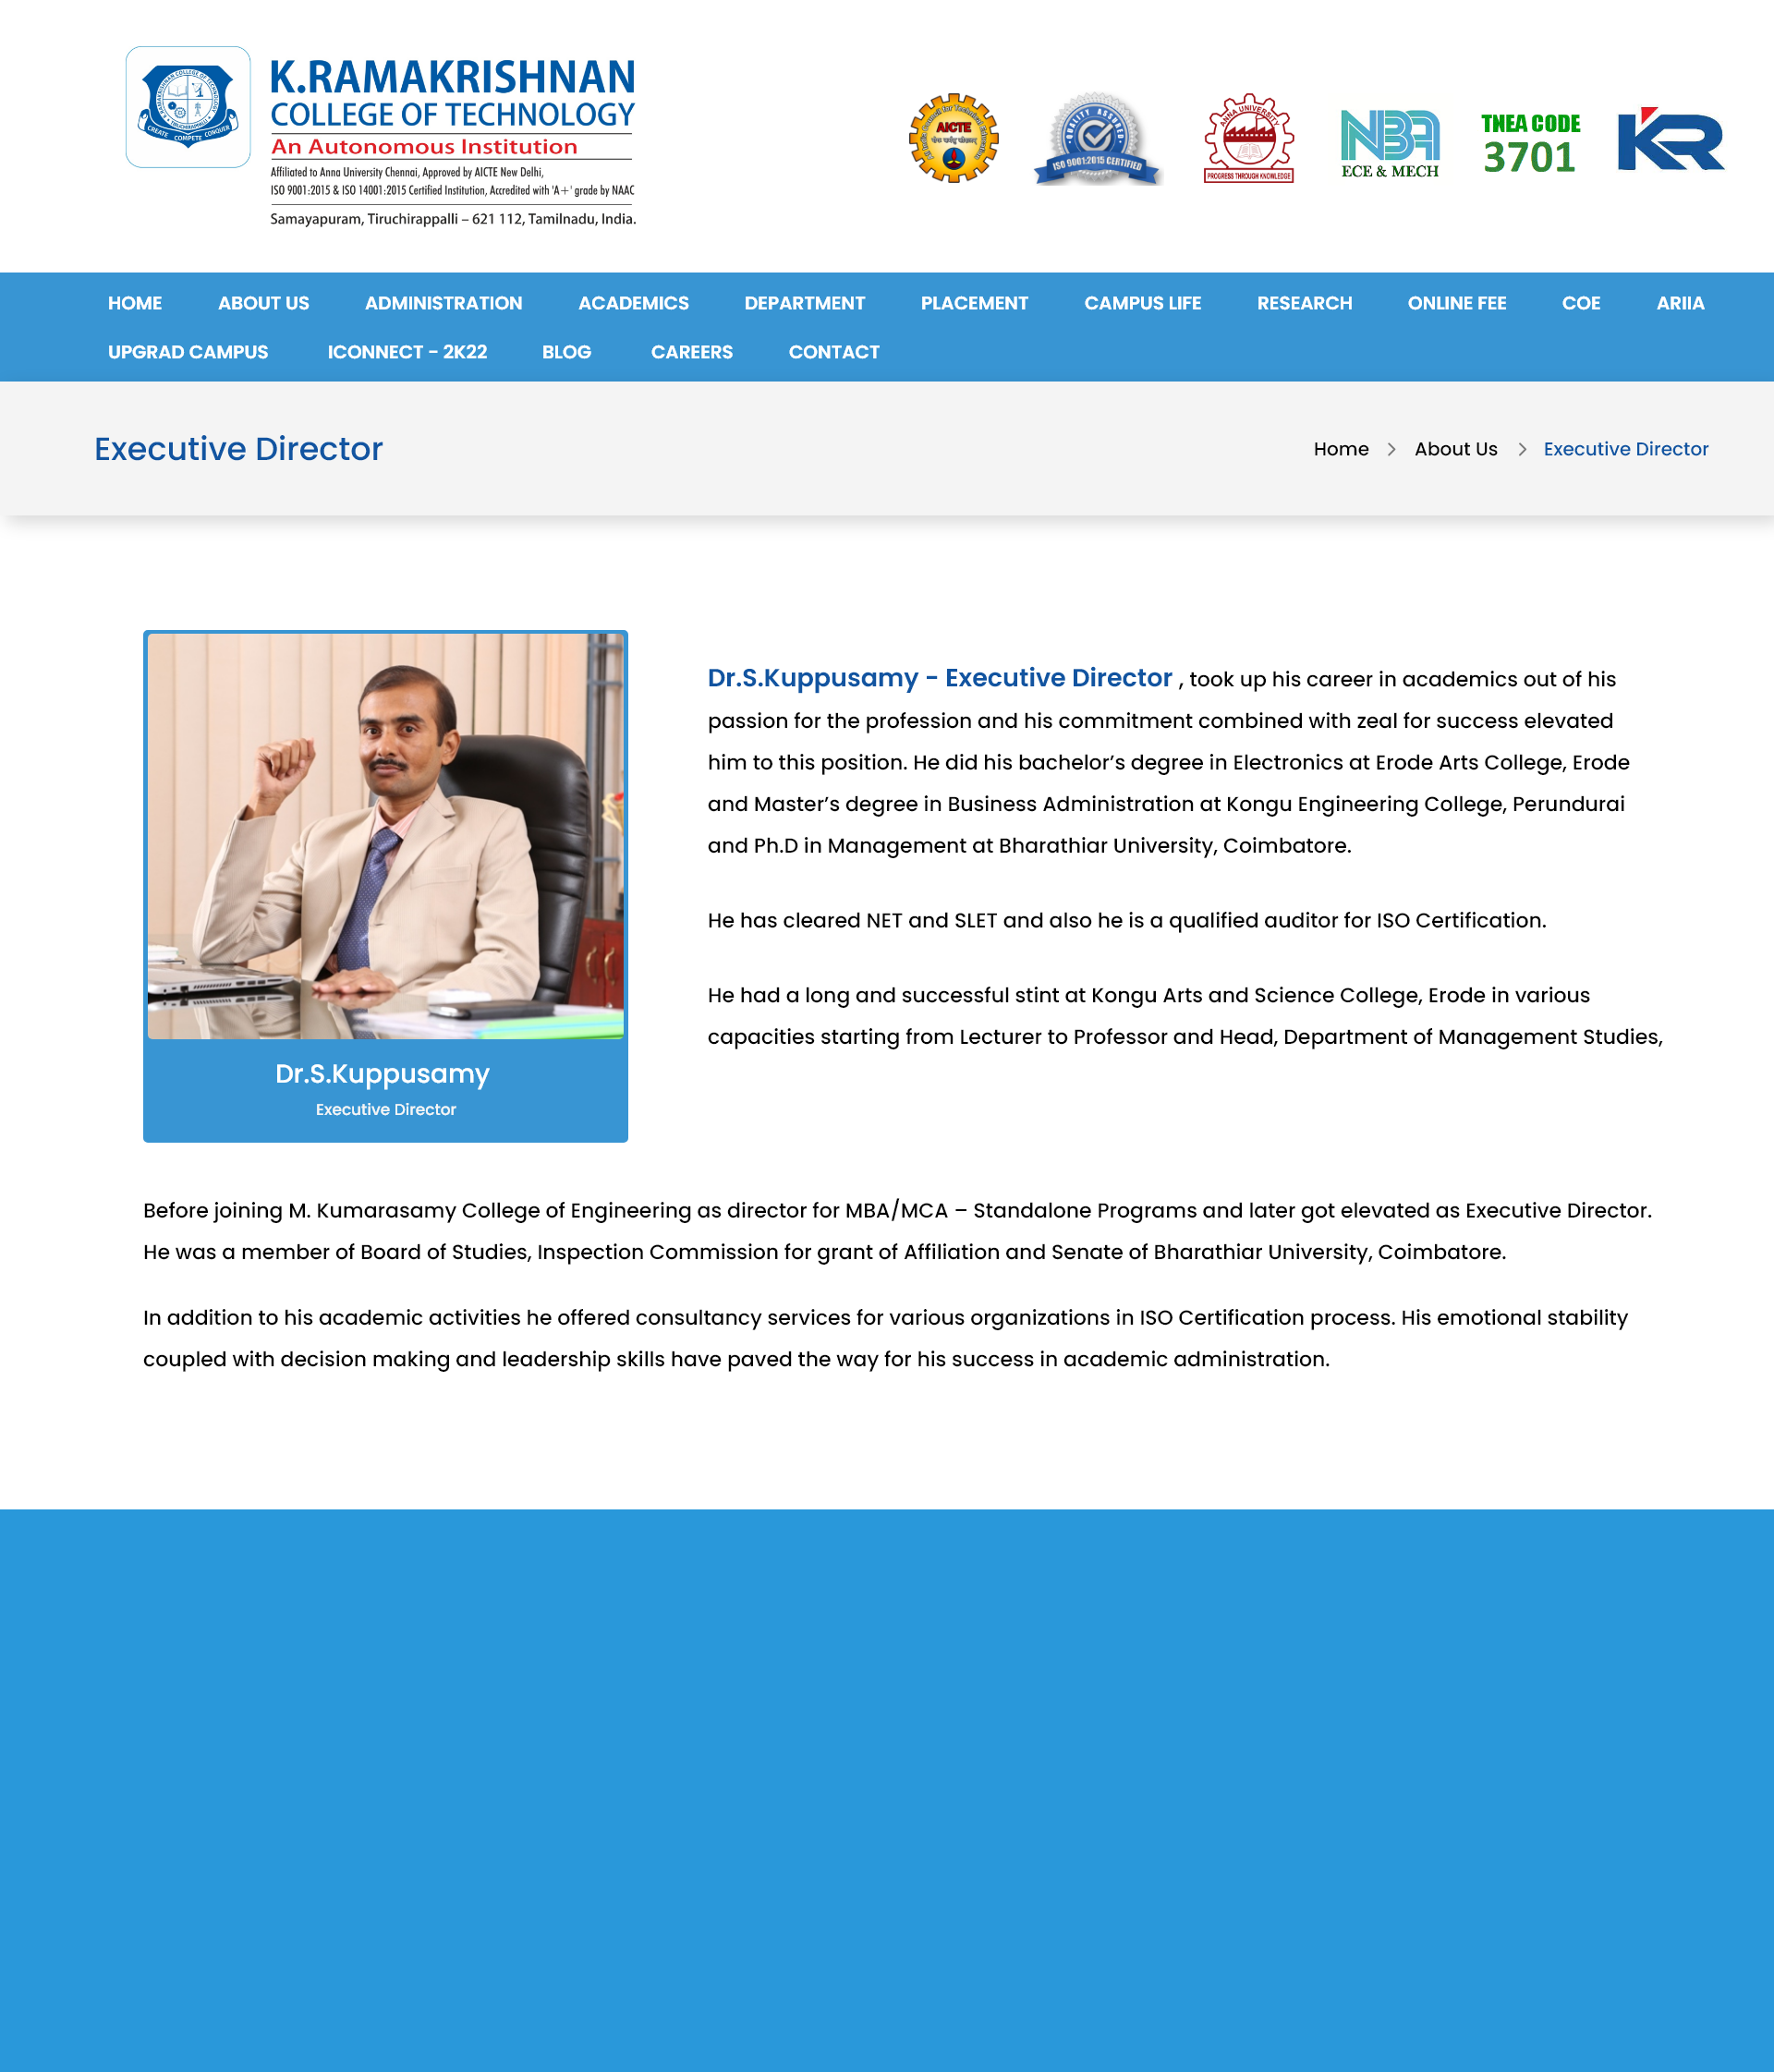 K.RAMAKRISHNAN
COLLEGE OF TECHNOLOGY
An Autonomous Institution
Affiliated to Anna University Chennai, Approved by AICTE New Delhi,
ISO 9001:2015 & ISO 14001:2015 Certified Institution, Accredited with 'A+' grade by NAAC
Samayapuram, Tiruchirappalli – 621 112, Tamilnadu, India.
CREATE COMPETE CONQUER
AICTE
QUALITY ASSURED
ISO 9001:2015 CERTIFIED
ANNA UNIVERSITY
PROGRESS THROUGH KNOWLEDGE
NBA
ECE & MECH
TNEA CODE
3701
KR
HOME ABOUT US ADMINISTRATION ACADEMICS DEPARTMENT PLACEMENT CAMPUS LIFE RESEARCH ONLINE FEE COE ARIIA
UPGRAD CAMPUS ICONNECT - 2K22 BLOG CAREERS CONTACT
Executive Director
Home > About Us > Executive Director
Dr.S.Kuppusamy - Executive Director , took up his career in academics out of his
passion for the profession and his commitment combined with zeal for success elevated
him to this position. He did his bachelor’s degree in Electronics at Erode Arts College, Erode
and Master’s degree in Business Administration at Kongu Engineering College, Perundurai
and Ph.D in Management at Bharathiar University, Coimbatore.
He has cleared NET and SLET and also he is a qualified auditor for ISO Certification.
He had a long and successful stint at Kongu Arts and Science College, Erode in various
capacities starting from Lecturer to Professor and Head, Department of Management Studies,
Dr.S.Kuppusamy
Executive Director
Before joining M. Kumarasamy College of Engineering as director for MBA/MCA – Standalone Programs and later got elevated as Executive Director.
He was a member of Board of Studies, Inspection Commission for grant of Affiliation and Senate of Bharathiar University, Coimbatore.
In addition to his academic activities he offered consultancy services for various organizations in ISO Certification process. His emotional stability
coupled with decision making and leadership skills have paved the way for his success in academic administration.